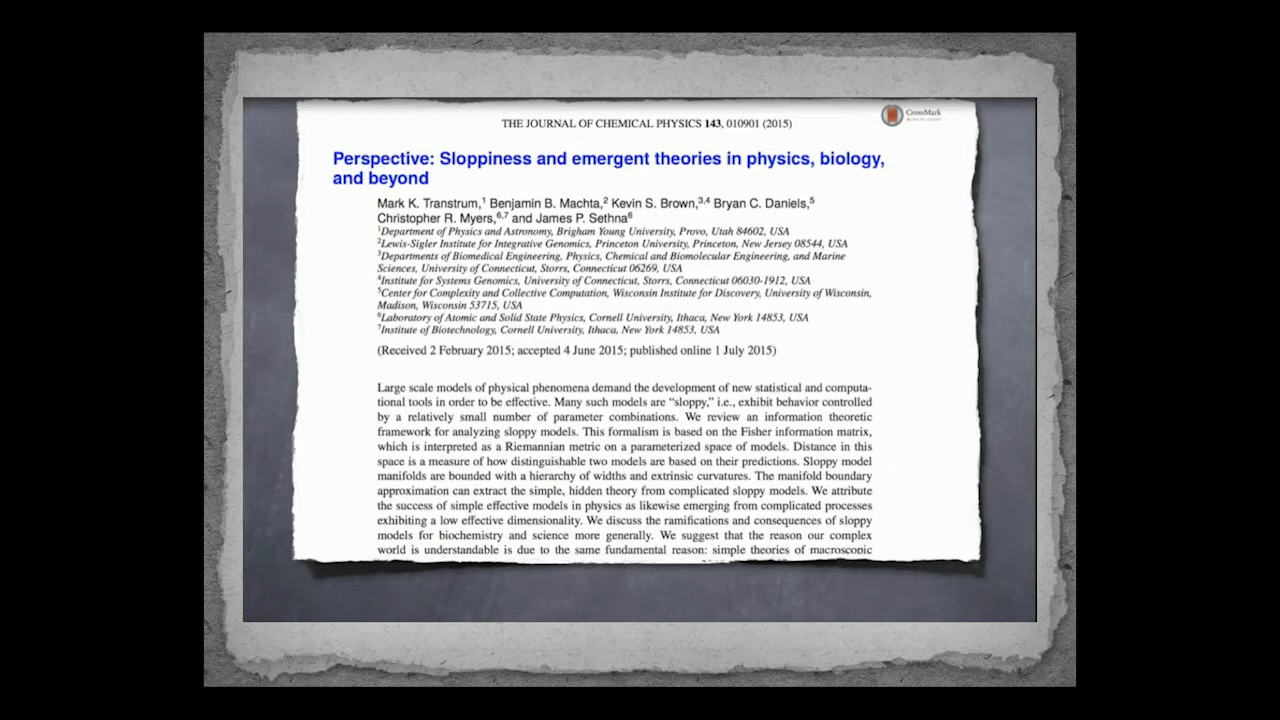 THE JOURNAL OF CHEMICAL PHYSICS 143, 010901 (2015)
CrossMark
Perspective: Sloppiness and emergent theories in physics, biology,
and beyond
Mark K. Transtrum,1 Benjamin B. Machta,2 Kevin S. Brown,3,4 Bryan C. Daniels,5
Christopher R. Myers,6,7 and James P. Sethna6
1Department of Physics and Astronomy, Brigham Young University, Provo, Utah 84602, USA
2Lewis-Sigler Institute for Integrative Genomics, Princeton University, Princeton, New Jersey 08544, USA
3Departments of Biomedical Engineering, Physics, Chemical and Biomolecular Engineering, and Marine
Sciences, University of Connecticut, Storrs, Connecticut 06269, USA
4Institute for Systems Genomics, University of Connecticut, Storrs, Connecticut 06030-1912, USA
5Center for Complexity and Collective Computation, Wisconsin Institute for Discovery, University of Wisconsin,
Madison, Wisconsin 53715, USA
6Laboratory of Atomic and Solid State Physics, Cornell University, Ithaca, New York 14853, USA
7Institute of Biotechnology, Cornell University, Ithaca, New York 14853, USA
(Received 2 February 2015; accepted 4 June 2015; published online 1 July 2015)
Large scale models of physical phenomena demand the development of new statistical and computa-
tional tools in order to be effective. Many such models are “sloppy,” i.e., exhibit behavior controlled
by a relatively small number of parameter combinations. We review an information theoretic
framework for analyzing sloppy models. This formalism is based on the Fisher information matrix,
which is interpreted as a Riemannian metric on a parameterized space of models. Distance in this
space is a measure of how distinguishable two models are based on their predictions. Sloppy model
manifolds are bounded with a hierarchy of widths and extrinsic curvatures. The manifold boundary
approximation can extract the simple, hidden theory from complicated sloppy models. We attribute
the success of simple effective models in physics as likewise emerging from complicated processes
exhibiting a low effective dimensionality. We discuss the ramifications and consequences of sloppy
models for biochemistry and science more generally. We suggest that the reason our complex
world is understandable is due to the same fundamental reason: simple theories of macroscopic